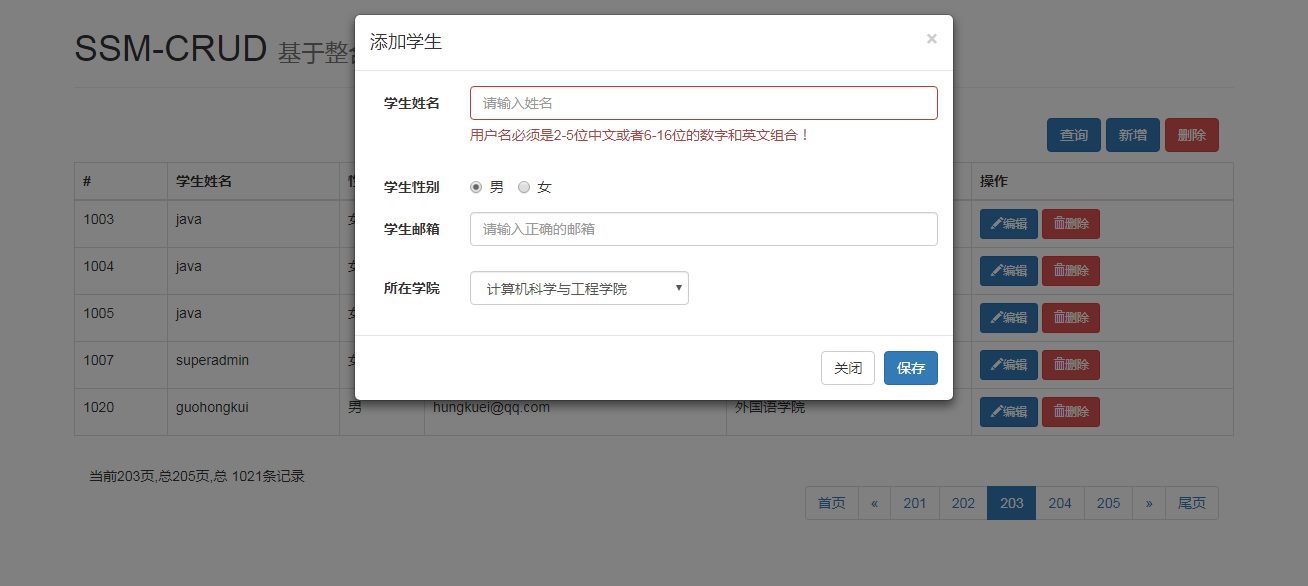 SSM-CRUD 基于整
添加学生
×
学生姓名
请输入姓名
用户名必须是2-5位中文或者6-16位的数字和英文组合！
学生性别 男 女
学生邮箱
请输入正确的邮箱
所在学院
计算机科学与工程学院
关闭 保存
查询 新增 删除
# 学生姓名 操作
1003 java 编辑 删除
1004 java 编辑 删除
1005 java 编辑 删除
1007 superadmin 编辑 删除
1020 guohongkui 男 hungkuei@qq.com 外国语学院 编辑 删除
当前203页,总205页,总 1021条记录
首页 « 201 202 203 204 205 » 尾页